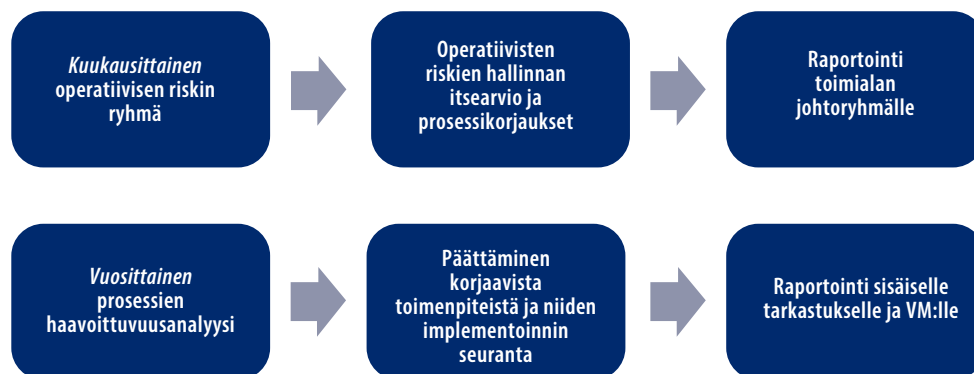 Kuukausittainen
operatiivisen riskin
ryhmä
Operatiivisten
riskien hallinnan
itsearvio ja
prosessikorjaukset
Raportointi
toimialan
johtoryhmälle
Vuosittainen
prosessien
haavoittuvuusanalyysi
Päättäminen
korjaavista
toimenpiteistä ja niiden
implementoinnin
seuranta
Raportointi sisäiselle
tarkastukselle ja VM:lle